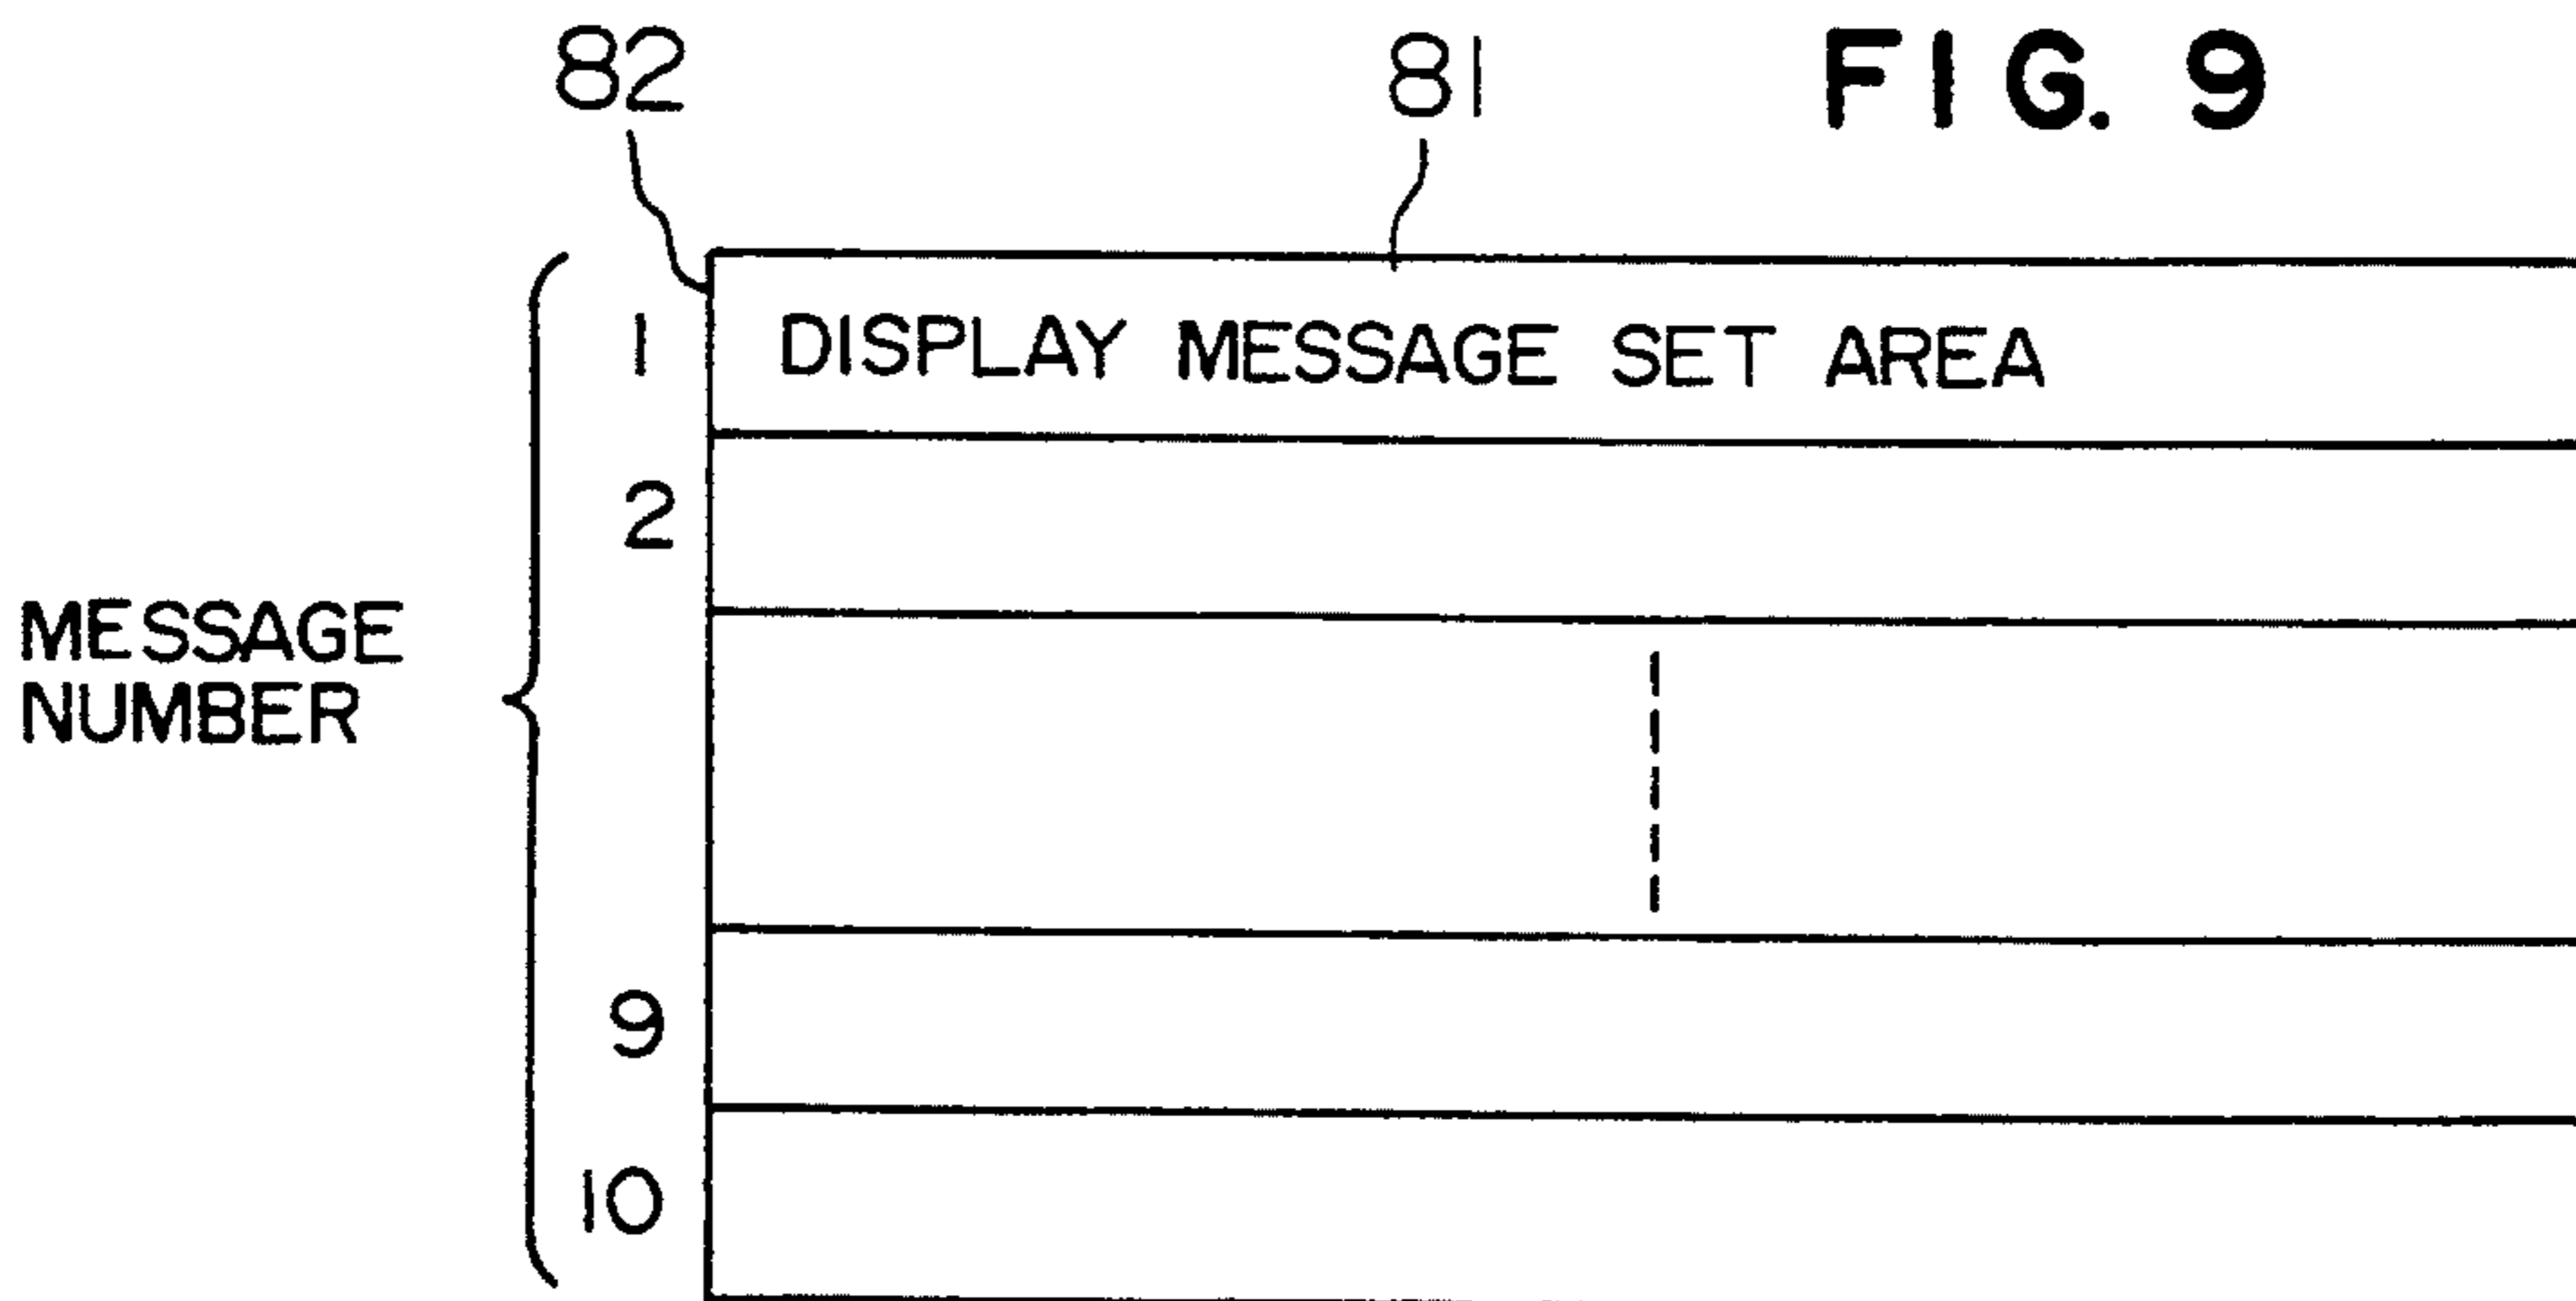 82 81 FIG. 9
1 DISPLAY MESSAGE SET AREA
2
MESSAGE
NUMBER
9
10